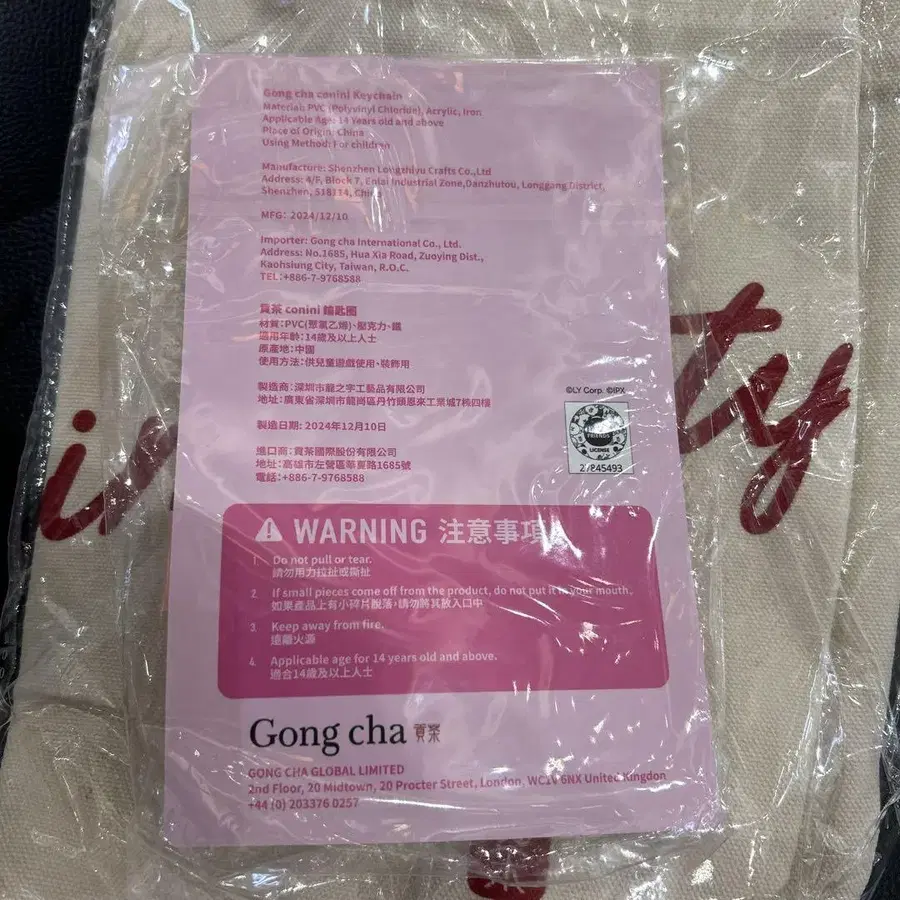 Gong cha conini Keychain
Material: PVC (Polyvinyl Chloride), Acrylic, Iron
Applicable Age: 14 Years old and above
Place of Origin: China
Using Method: For children
Manufacture: Shenzhen Longzhiyu Crafts Co.,Ltd
Address: 4/F, Block 7, Enlai Industrial Zone,Danzhutou, Longgang District,
Shenzhen, 518114, China
MFG: 2024/12/10
Importer: Gong cha International Co., Ltd.
Address: No.1685, Hua Xia Road, Zuoying Dist.,
Kaohsiung City, Taiwan, R.O.C.
TEL:+886-7-9768588
貢茶 conini 鑰匙圈
材質:PVC(聚氯乙烯)、壓克力、鐵
適用年齡:14歲及以上人士
原產地:中國
使用方法:供兒童遊戲使用、裝飾用
製造商:深圳市龍之宇工藝品有限公司
地址:廣東省深圳市龍崗區丹竹頭恩來工業城7棟四樓
製造日期: 2024年12月10日
進口商:貢茶國際股份有限公司
地址:高雄市左營區華夏路1685號
電話:+886-7-9768588
©LY Corp. ©IPX
FRIENDS
LICENSE
27845493
WARNING 注意事項
1. Do not pull or tear.
請勿用力拉扯或撕扯
2. If small pieces come off from the product, do not put it in your mouth.
如果產品上有小碎片脫落,請勿將其放入口中
3. Keep away from fire.
遠離火源
4. Applicable age for 14 years old and above.
適合14歲及以上人士
Gong cha 貢茶
GONG CHA GLOBAL LIMITED
2nd Floor, 20 Midtown, 20 Procter Street, London, WC1V 6NX United Kingdon
+44 (0) 203376 0257